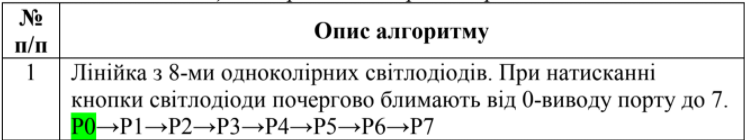 №
п/п
Опис алгоритму
1
Лінійка з 8-ми одноколірних світлодіодів. При натисканні
кнопки світлодіоди почергово блимають від 0-виводу порту до 7.
P0→P1→P2→P3→P4→P5→P6→P7